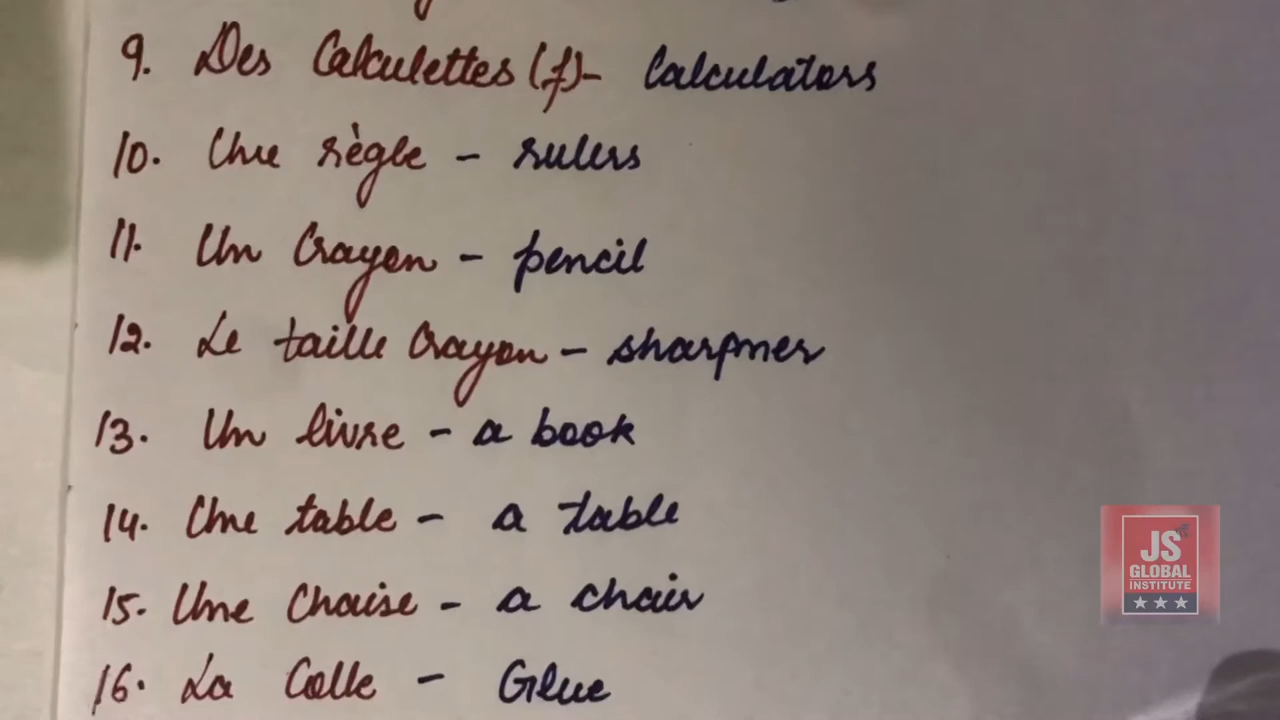 9. Des Calculettes (f)- Calculators
10. Une règle - rulers
11. Un Crayon - pencil
12. Le taille Crayon - sharpner
13. Un livre - a book
14. Une table - a table
15. Une Chaise - a chair
16. La Colle - Glue
JS
GLOBAL
INSTITUTE